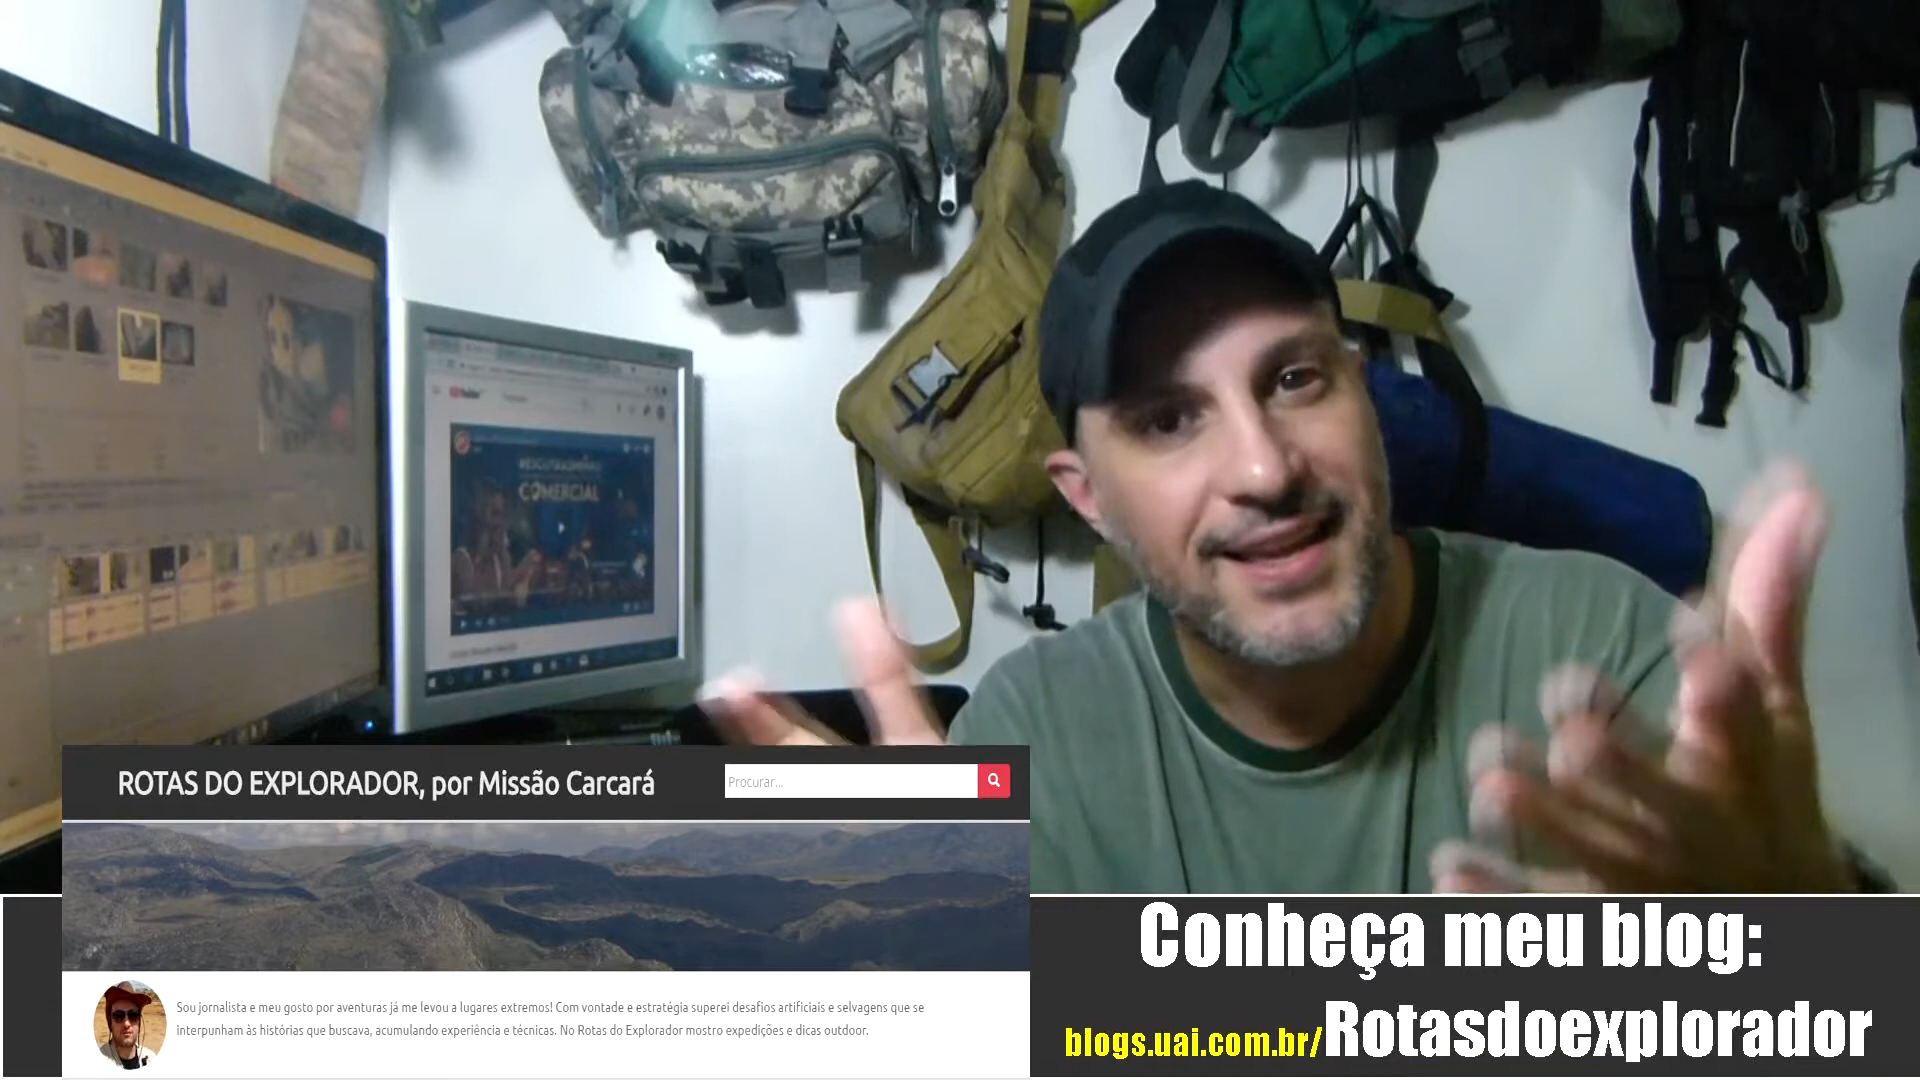 YouTube
#ESCUTAQUEMINAS
COMERCIAL
ROTAS DO EXPLORADOR, por Missão Carcará
Procurar...
Sou jornalista e meu gosto por aventuras já me levou a lugares extremos! Com vontade e estratégia superei desafios artificiais e selvagens que se
interpunham às histórias que buscava, acumulando experiência e técnicas. No Rotas do Explorador mostro expedições e dicas outdoor.
Conheça meu blog:
blogs.uai.com.br/Rotasdoexplorador